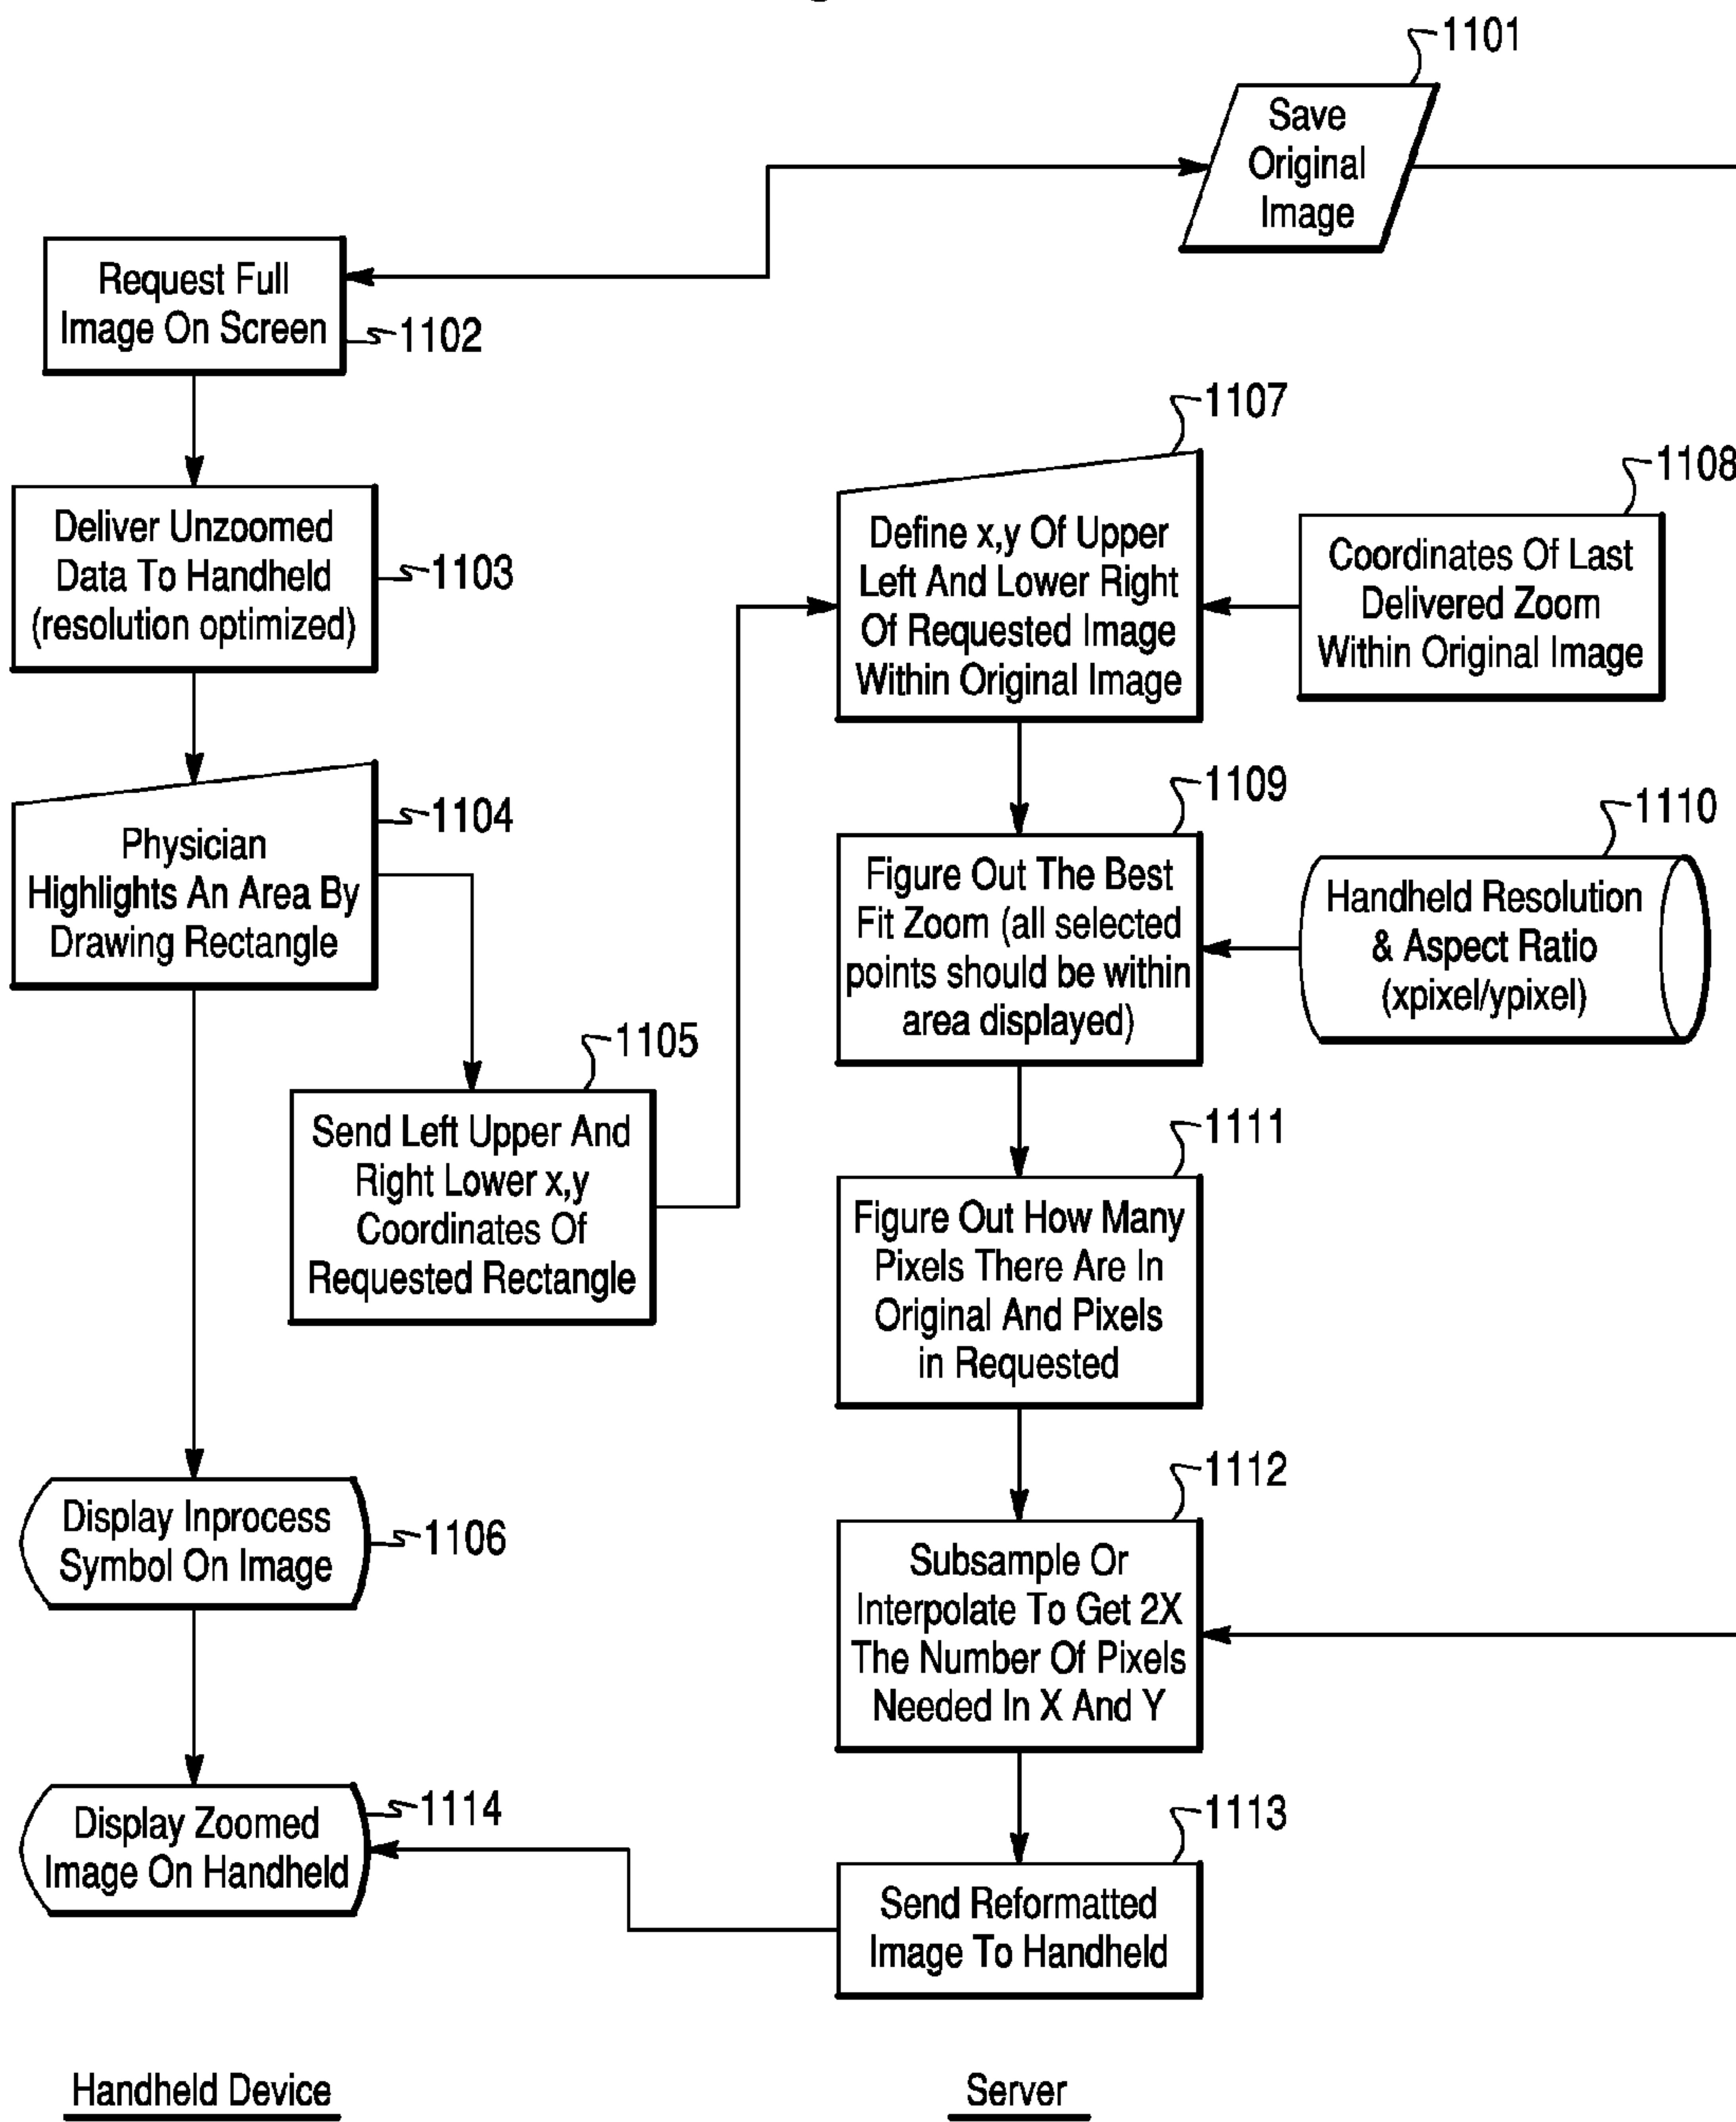 1101
Save
Original
Image
Request Full
Image On Screen
1102
Deliver Unzoomed
Data To Handheld
(resolution optimized)
1103
Physician
Highlights An Area By
Drawing Rectangle
1104
Send Left Upper And
Right Lower x,y
Coordinates Of
Requested Rectangle
1105
Display Inprocess
Symbol On Image
1106
1107
Define x,y Of Upper
Left And Lower Right
Of Requested Image
Within Original Image
1108
Coordinates Of Last
Delivered Zoom
Within Original Image
1109
Figure Out The Best
Fit Zoom (all selected
points should be within
area displayed)
1110
Handheld Resolution
& Aspect Ratio
(xpixel/ypixel)
1111
Figure Out How Many
Pixels There Are In
Original And Pixels
in Requested
1112
Subsample Or
Interpolate To Get 2X
The Number Of Pixels
Needed In X And Y
1113
Send Reformatted
Image To Handheld
1114
Display Zoomed
Image On Handheld
Handheld Device
Server